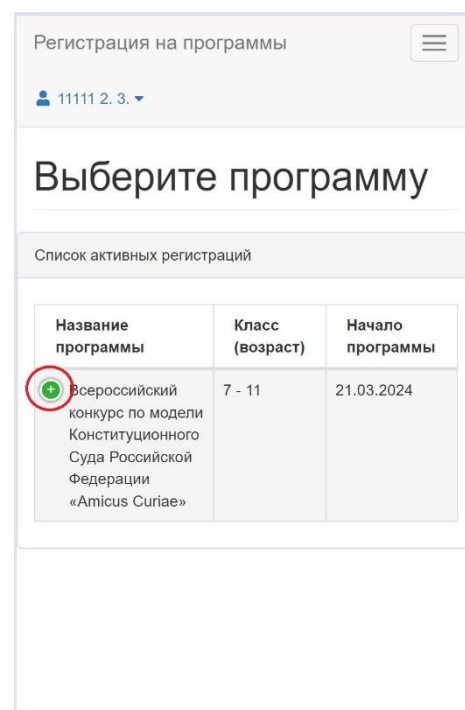 Регистрация на программы
11111 2. 3.
Выберите программу
Список активных регистраций
Название программы
Класс (возраст)
Начало программы
Всероссийский
конкурс по модели
Конституционного
Суда Российской
Федерации
«Amicus Curiae»
7 - 11
21.03.2024